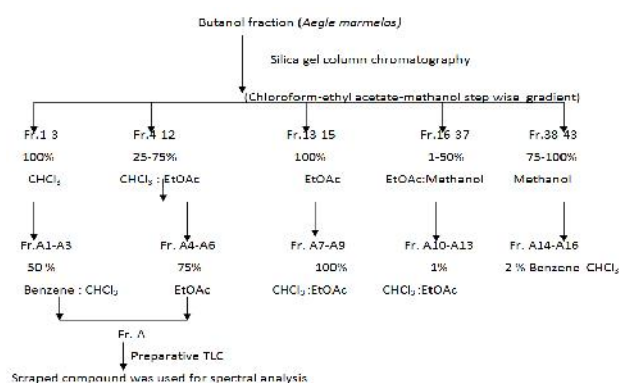 Butanol fraction (Aegle marmelos)
Silica gel column chromatography
(Chloroform-ethyl acetate-methanol step wise gradient)
Fr.1 3 Fr.4 12 Fr.13 15 Fr.16 37 Fr.38 43
100% 25-75% 100% 1-50% 75-100%
CHCl₃ CHCl₃ : EtOAc EtOAc EtOAc:Methanol Methanol
Fr.A1-A3 Fr. A4-A6 Fr. A7-A9 Fr. A10-A13 Fr. A14-A16
50 % 75% 100% 1% 2 % Benzene CHCl₃
Benzene : CHCl₃ EtOAc CHCl₃ :EtOAc CHCl₃ :EtOAc
Fr. A
Preparative TLC
Scraped compound was used for spectral analysis